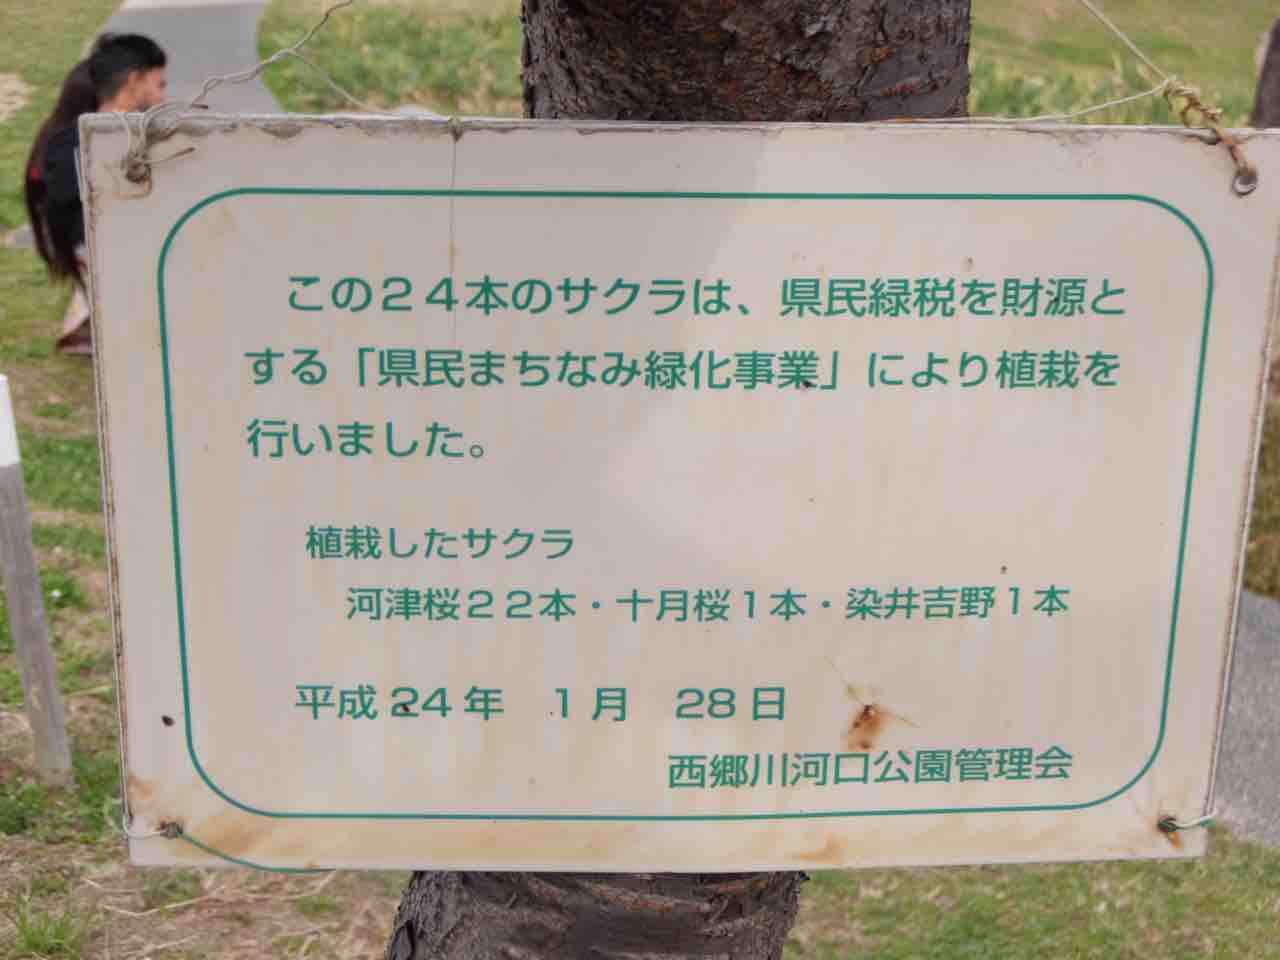 この２４本のサクラは、県民緑税を財源と
する「県民まちなみ緑化事業」により植栽を
行いました。
植栽したサクラ
河津桜２２本・十月桜１本・染井吉野１本
平成 24 年　1 月　28 日
西郷川河口公園管理会